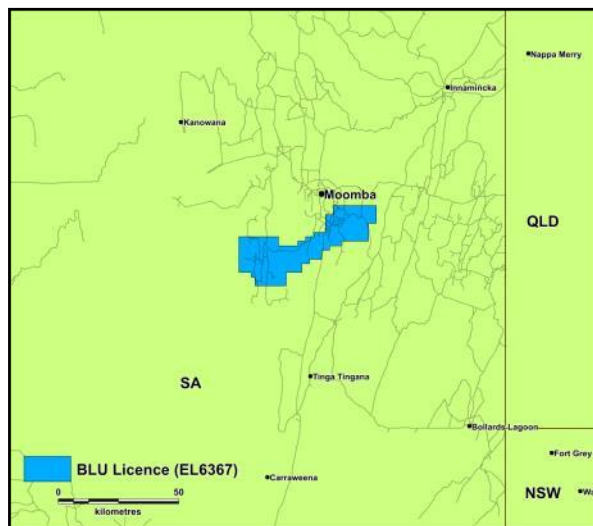 Nappa Merry
Innamincka
Kanowana
Moomba
QLD
SA
Tinga Tingana
Bollards Lagoon
BLU Licence (EL6367)
Fort Grey
Carraweena
NSW
Wa
0 50
kilometres